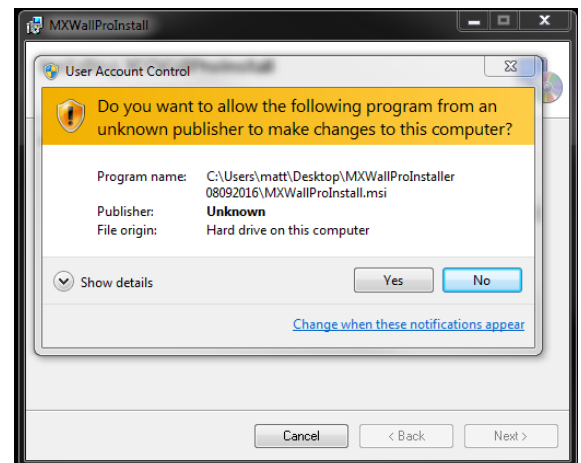 MXWallProInstall
User Account Control
Do you want to allow the following program from an
unknown publisher to make changes to this computer?
Program name: C:\Users\matt\Desktop\MXWallProInstaller
08092016\MXWallProInstall.msi
Publisher: Unknown
File origin: Hard drive on this computer
Show details
Yes No
Change when these notifications appear
Cancel < Back Next >